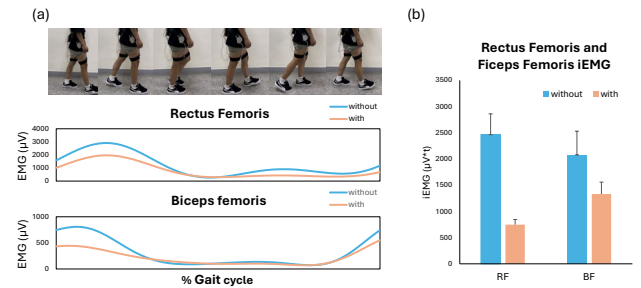 (a)
without
with
Rectus Femoris
EMG (µV)
4000
3000
2000
1000
0
without
with
Biceps femoris
EMG (µV)
1000
500
0
% Gait cycle
(b)
Rectus Femoris and
Ficeps Femoris iEMG
without
with
iEMG (µV*t)
3500
3000
2500
2000
1500
1000
500
0
RF
BF